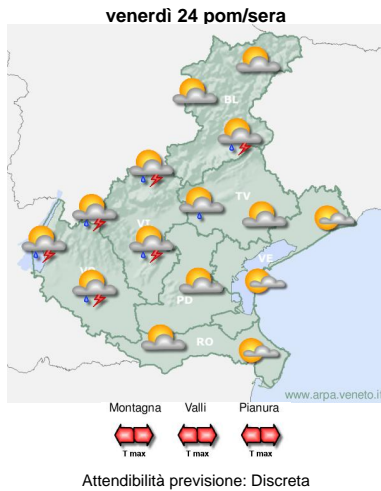 venerdì 24 pom/sera
BL
TV
VI
VR
VE
PD
RO
www.arpa.veneto.it
Montagna Valli Pianura
T max T max T max
Attendibilità previsione: Discreta